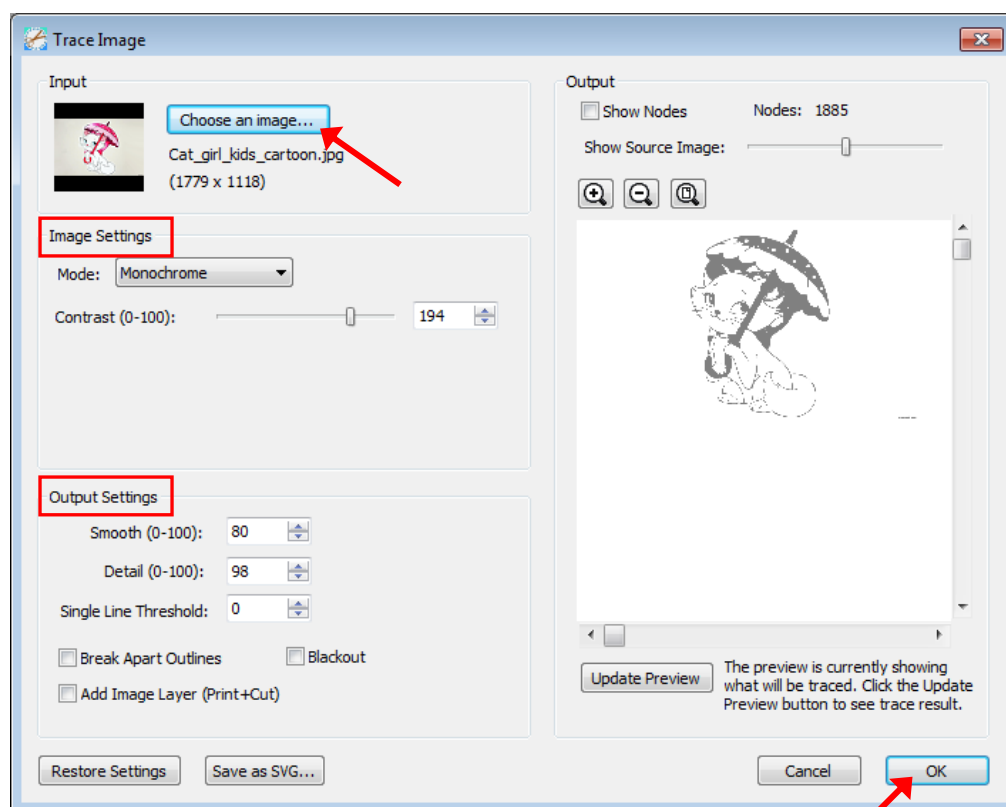 Trace Image
Input
Choose an image...
Cat_girl_kids_cartoon.jpg
(1779 x 1118)
Image Settings
Mode: Monochrome
Contrast (0-100): 194
Output Settings
Smooth (0-100): 80
Detail (0-100): 98
Single Line Threshold: 0
Break Apart Outlines Blackout
Add Image Layer (Print+Cut)
Restore Settings Save as SVG...
Output
Show Nodes Nodes: 1885
Show Source Image:
Update Preview
The preview is currently showing
what will be traced. Click the Update
Preview button to see trace result.
Cancel OK